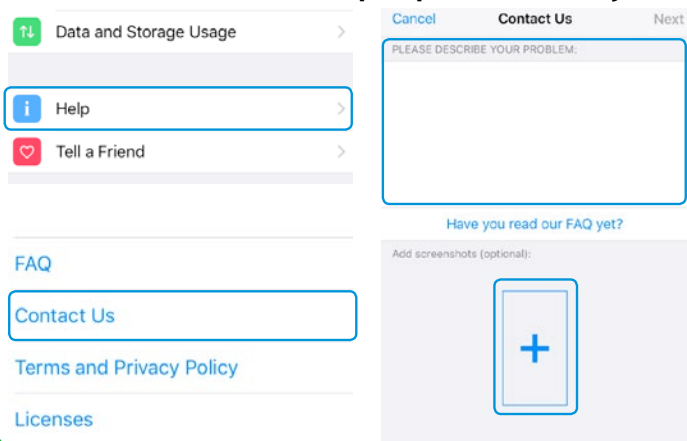 Data and Storage Usage
Help
Tell a Friend
FAQ
Contact Us
Terms and Privacy Policy
Licenses
Cancel Contact Us Next
PLEASE DESCRIBE YOUR PROBLEM:
Have you read our FAQ yet?
Add screenshots (optional):